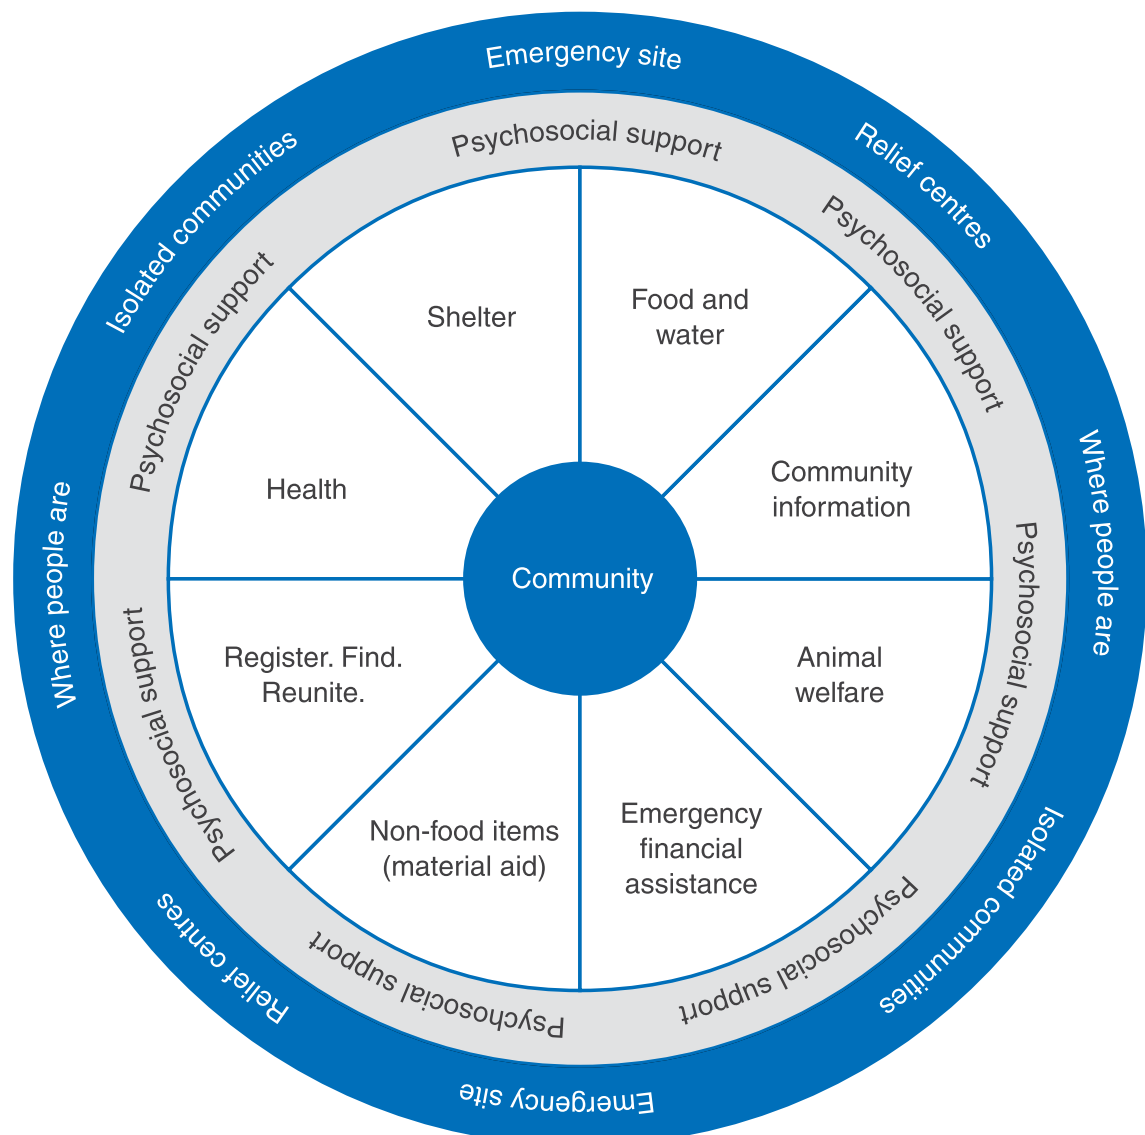 Emergency site
Relief centres
Where people are
Isolated communities
Emergency site
Relief centres
Where people are
Isolated communities
Psychosocial support
Psychosocial support
Psychosocial support
Psychosocial support
Psychosocial support
Psychosocial support
Psychosocial support
Shelter
Food and
water
Community
information
Animal
welfare
Emergency
financial
assistance
Non-food items
(material aid)
Register. Find.
Reunite.
Health
Community